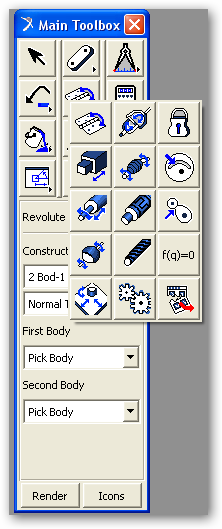 Main Toolbox
f(q)=0
Revolute
Construct
2 Bod-1
Normal T
First Body
Pick Body
Second Body
Pick Body
Render Icons